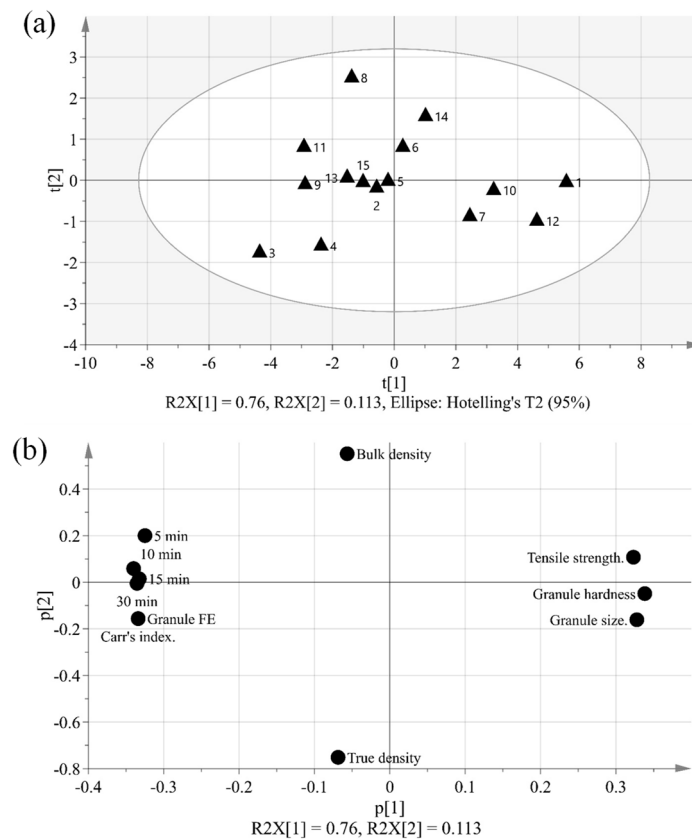 (a)
3
2
1
0
-1
-2
-3
-4
t[2]
8
14
11
6
15
13
5
9
2
10
1
7
12
3
4
-10
-8
-6
-4
-2
0
2
4
6
8
t[1]
R2X[1] = 0.76, R2X[2] = 0.113, Ellipse: Hotelling's T2 (95%)
(b)
0.4
0.2
0
-0.2
-0.4
-0.6
-0.8
p[2]
Bulk density
5 min
10 min
15 min
30 min
Granule FE
Carr's index.
Tensile strength.
Granule hardness
Granule size.
True density
-0.4
-0.3
-0.2
-0.1
0
0.1
0.2
0.3
p[1]
R2X[1] = 0.76, R2X[2] = 0.113